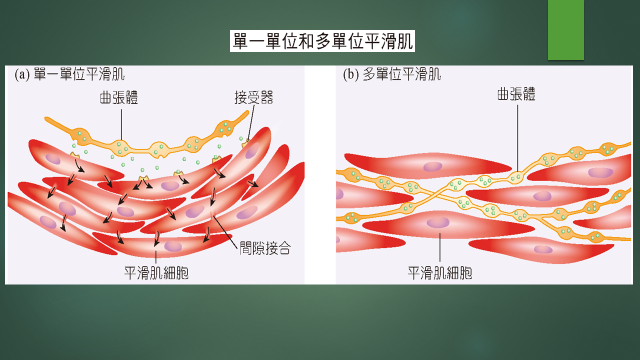 單一單位和多單位平滑肌
(a) 單一單位平滑肌
曲張體
接受器
間隙接合
平滑肌細胞
(b) 多單位平滑肌
曲張體
平滑肌細胞